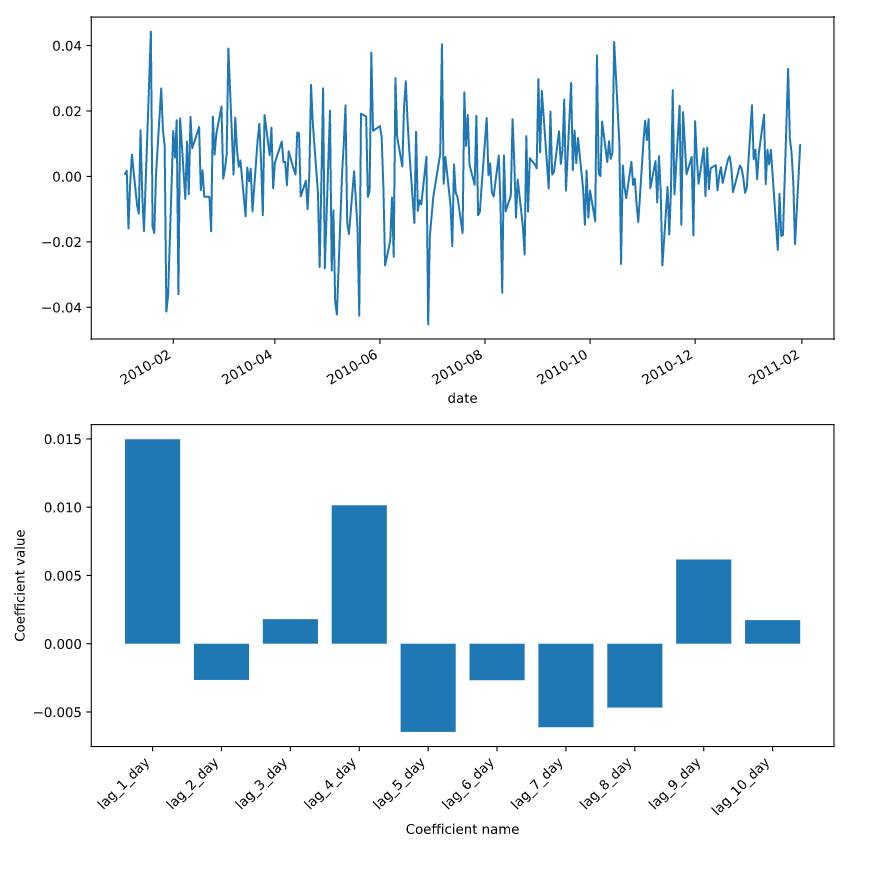 0.04
0.02
0.00
−0.02
−0.04
2010-02
2010-04
2010-06
2010-08
2010-10
2010-12
2011-02
date
0.015
0.010
0.005
0.000
−0.005
Coefficient value
lag_1_day
lag_2_day
lag_3_day
lag_4_day
lag_5_day
lag_6_day
lag_7_day
lag_8_day
lag_9_day
lag_10_day
Coefficient name